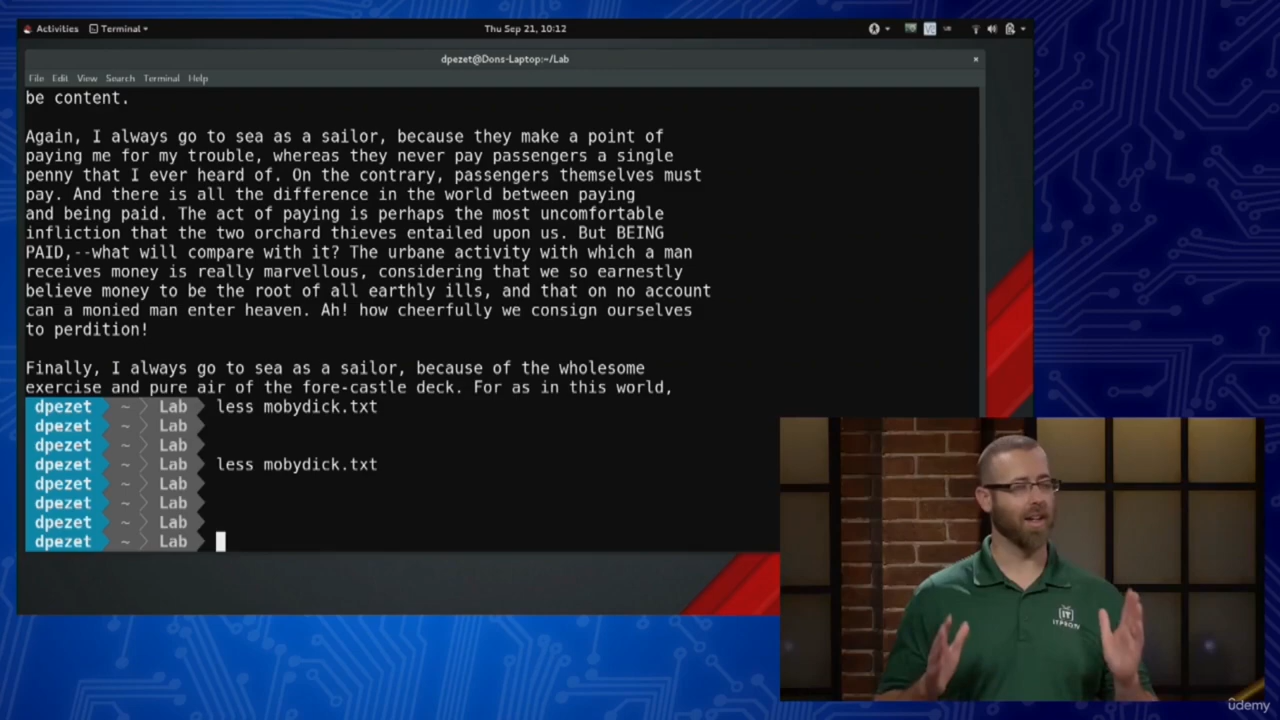 Activities Terminal Thu Sep 21, 10:12
dpezet@Dons-Laptop:~/Lab
File Edit View Search Terminal Help
be content.
Again, I always go to sea as a sailor, because they make a point of
paying me for my trouble, whereas they never pay passengers a single
penny that I ever heard of. On the contrary, passengers themselves must
pay. And there is all the difference in the world between paying
and being paid. The act of paying is perhaps the most uncomfortable
infliction that the two orchard thieves entailed upon us. But BEING
PAID,--what will compare with it? The urbane activity with which a man
receives money is really marvellous, considering that we so earnestly
believe money to be the root of all earthly ills, and that on no account
can a monied man enter heaven. Ah! how cheerfully we consign ourselves
to perdition!
Finally, I always go to sea as a sailor, because of the wholesome
exercise and pure air of the fore-castle deck. For as in this world,
dpezet ~ Lab less mobydick.txt
dpezet ~ Lab
dpezet ~ Lab
dpezet ~ Lab less mobydick.txt
dpezet ~ Lab
dpezet ~ Lab
dpezet ~ Lab
dpezet ~ Lab
IT
ITPRO.TV
udemy